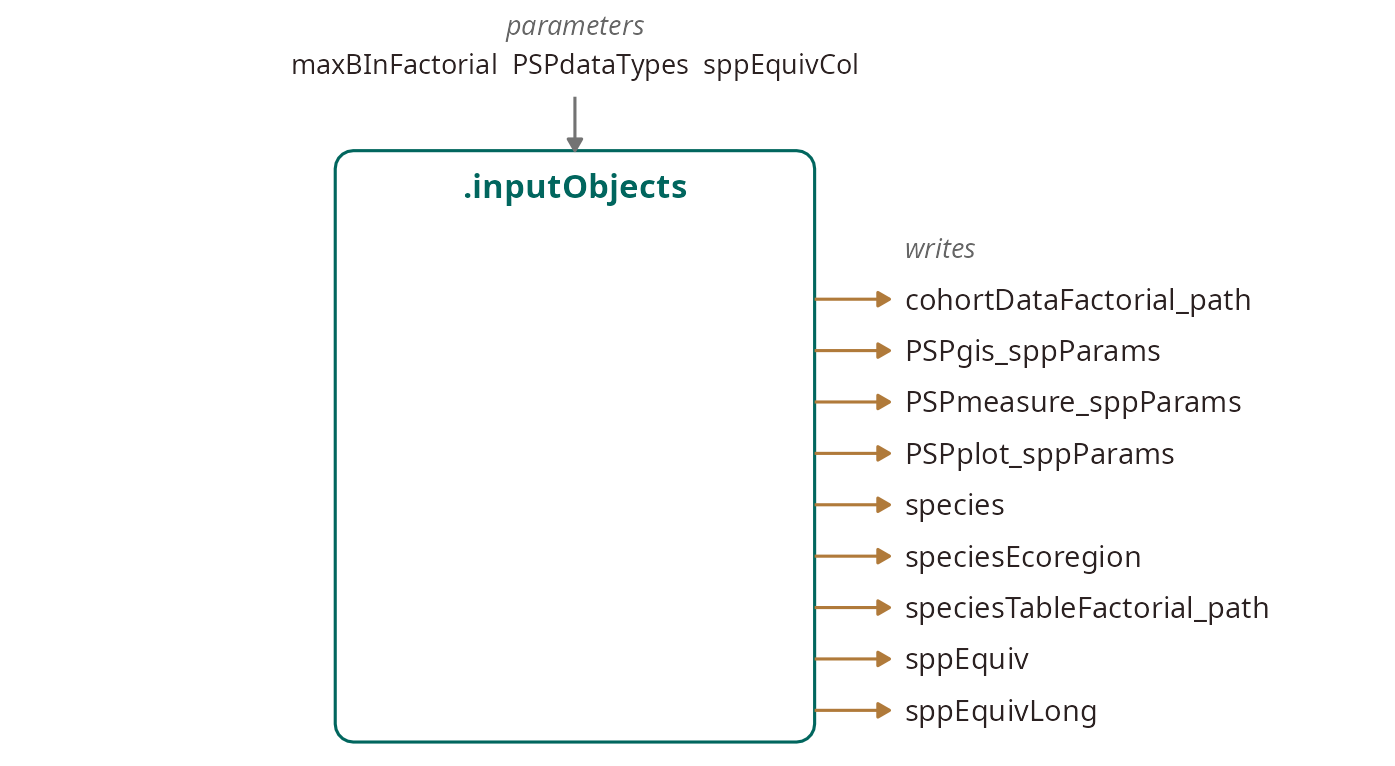 parameters
maxBInFactorial PSPdataTypes sppEquivCol
.inputObjects
writes
cohortDataFactorial_path
PSPgis_sppParams
PSPmeasure_sppParams
PSPplot_sppParams
species
speciesEcoregion
speciesTableFactorial_path
sppEquiv
sppEquivLong